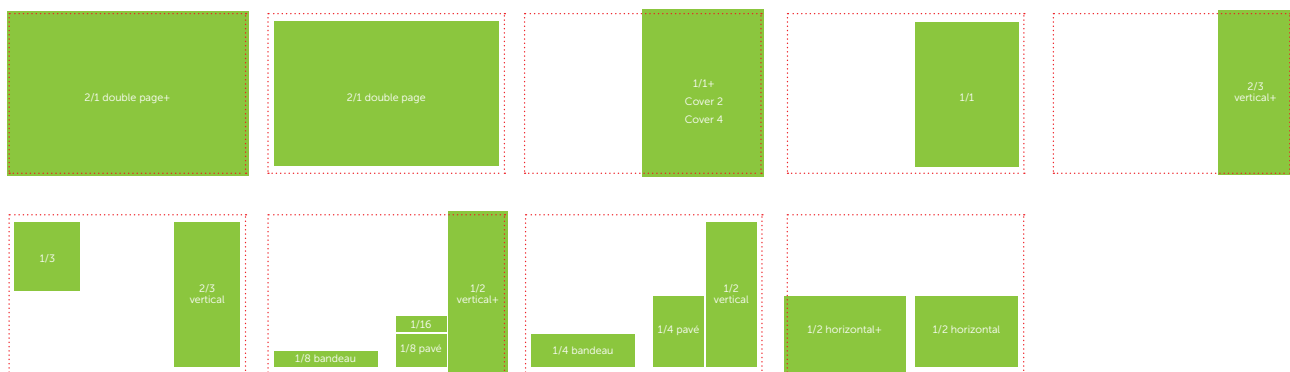 2/1 double page+
2/1 double page
1/1+
Cover 2
Cover 4
1/1
2/3
vertical+
1/3
2/3
vertical
1/8 bandeau
1/16
1/8 pavé
1/2
vertical+
1/4 bandeau
1/4 pavé
1/2
vertical
1/2 horizontal+
1/2 horizontal